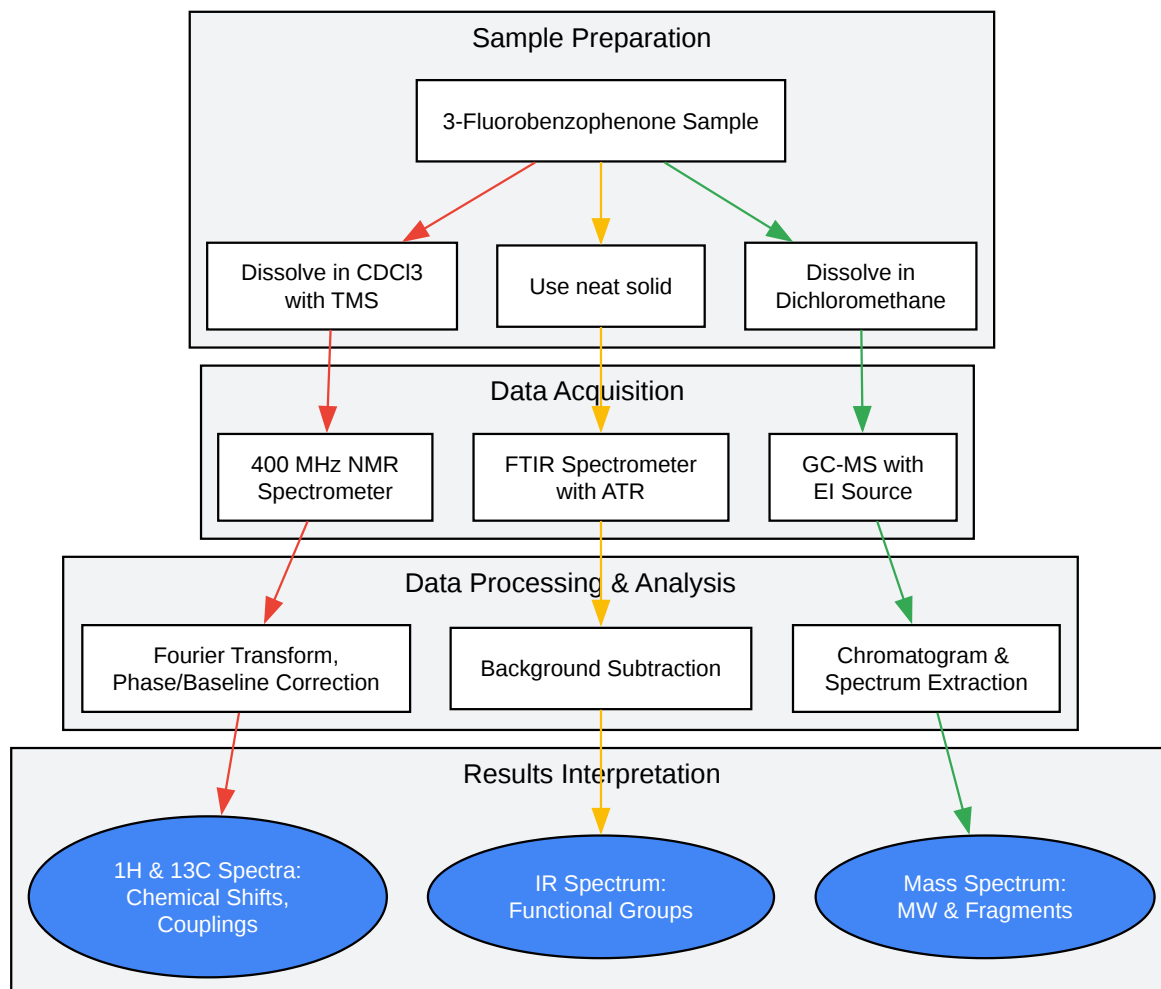 Sample Preparation
3-Fluorobenzophenone Sample
Dissolve in CDCl3
with TMS
Use neat solid
Dissolve in
Dichloromethane
Data Acquisition
400 MHz NMR
Spectrometer
FTIR Spectrometer
with ATR
GC-MS with
EI Source
Data Processing & Analysis
Fourier Transform,
Phase/Baseline Correction
Background Subtraction
Chromatogram &
Spectrum Extraction
Results Interpretation
1H & 13C Spectra:
Chemical Shifts,
Couplings
IR Spectrum:
Functional Groups
Mass Spectrum:
MW & Fragments